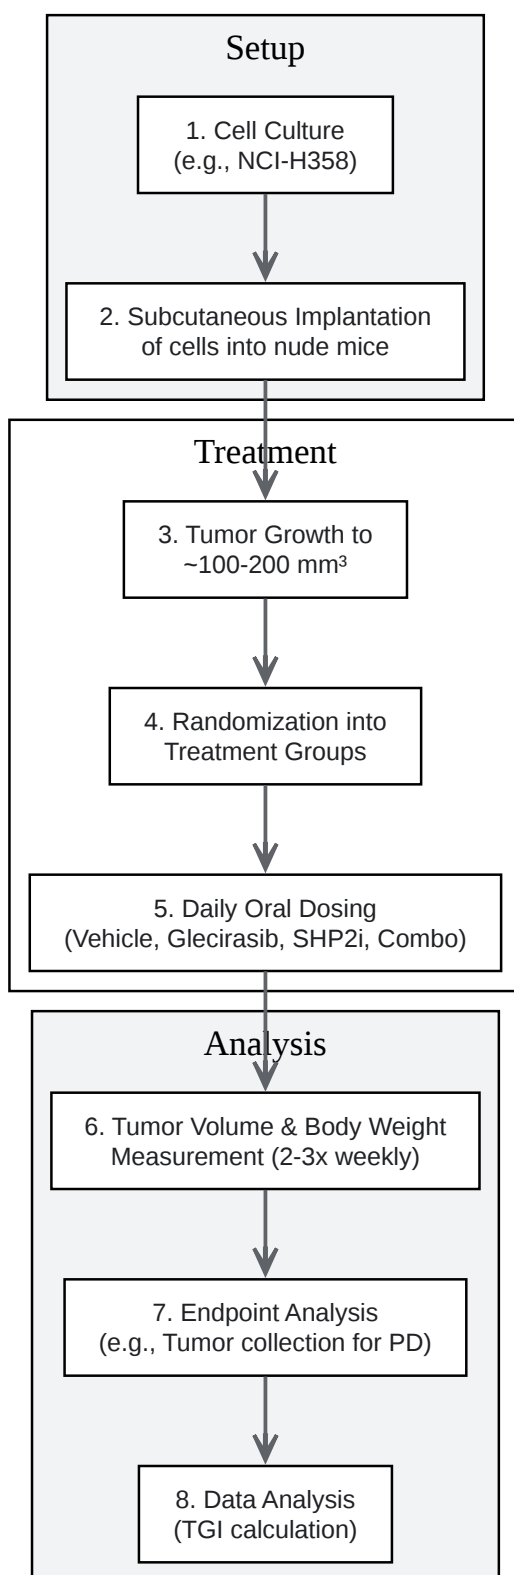 Setup
1. Cell Culture
(e.g., NCI-H358)
2. Subcutaneous Implantation
of cells into nude mice
Treatment
3. Tumor Growth to
~100-200 mm³
4. Randomization into
Treatment Groups
5. Daily Oral Dosing
(Vehicle, Glecirasib, SHP2i, Combo)
Analysis
6. Tumor Volume & Body Weight
Measurement (2-3x weekly)
7. Endpoint Analysis
(e.g., Tumor collection for PD)
8. Data Analysis
(TGI calculation)